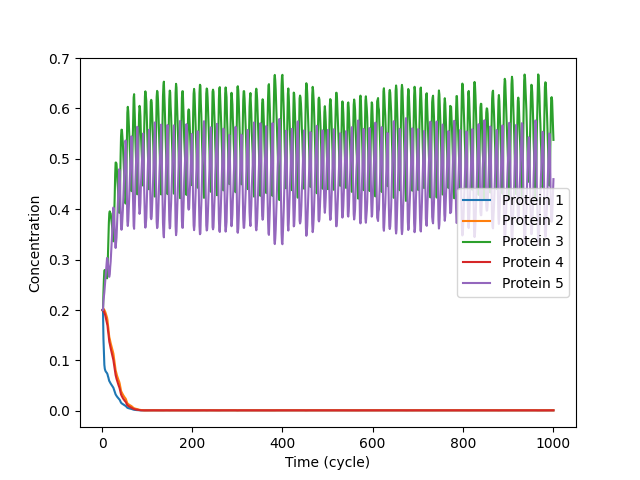 0.7
0.6
0.5
0.4
0.3
0.2
0.1
0.0
Concentration
Protein 1
Protein 2
Protein 3
Protein 4
Protein 5
0 200 400 600 800 1000
Time (cycle)